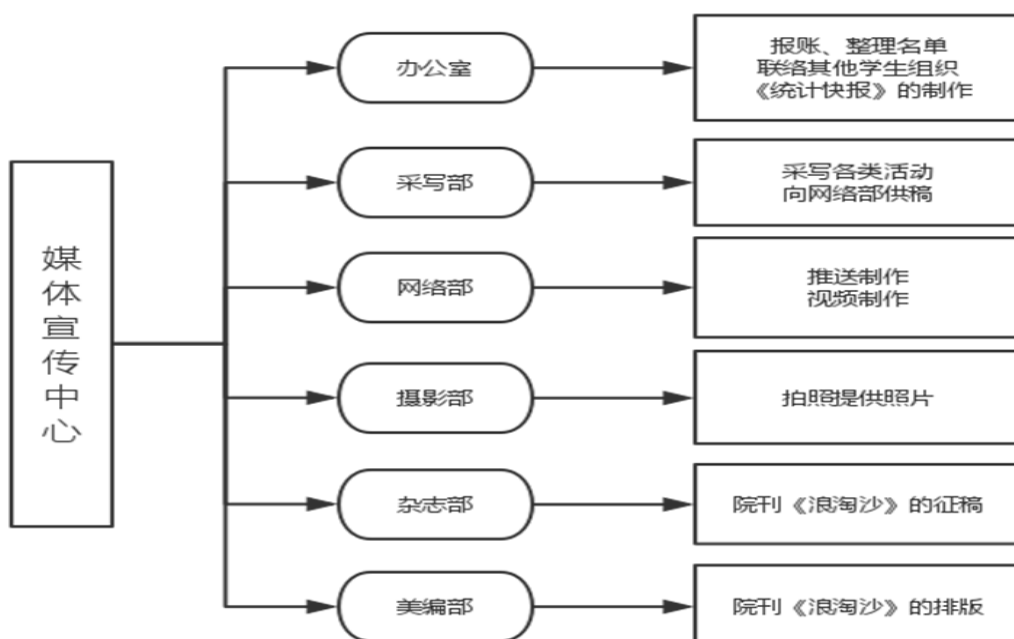 媒体宣传中心
办公室
报账、整理名单
联络其他学生组织
《统计快报》的制作
采写部
采写各类活动
向网络部供稿
网络部
推送制作
视频制作
摄影部
拍照提供照片
杂志部
院刊《浪淘沙》的征稿
美编部
院刊《浪淘沙》的排版